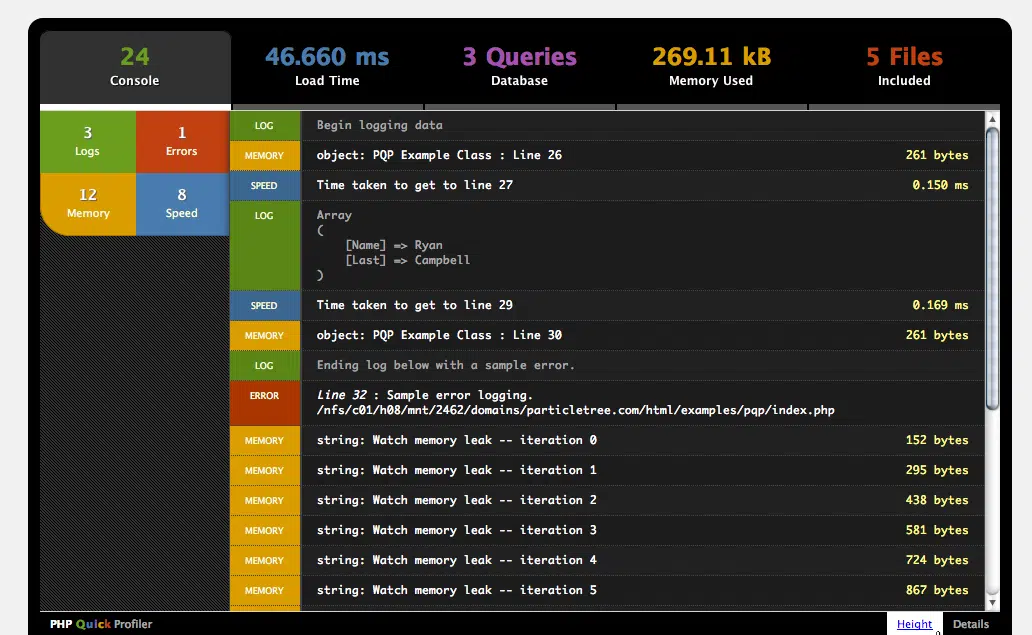 24
Console
46.660 ms
Load Time
3 Queries
Database
269.11 kB
Memory Used
5 Files
Included
3
Logs
1
Errors
12
Memory
8
Speed
LOG Begin logging data
MEMORY object: PQP Example Class : Line 26 261 bytes
SPEED Time taken to get to line 27 0.150 ms
LOG Array
(
[Name] => Ryan
[Last] => Campbell
)
SPEED Time taken to get to line 29 0.169 ms
MEMORY object: PQP Example Class : Line 30 261 bytes
LOG Ending log below with a sample error.
ERROR Line 32 : Sample error logging.
/nfs/c01/h08/mnt/2462/domains/particletree.com/html/examples/pqp/index.php
MEMORY string: Watch memory leak -- iteration 0 152 bytes
MEMORY string: Watch memory leak -- iteration 1 295 bytes
MEMORY string: Watch memory leak -- iteration 2 438 bytes
MEMORY string: Watch memory leak -- iteration 3 581 bytes
MEMORY string: Watch memory leak -- iteration 4 724 bytes
MEMORY string: Watch memory leak -- iteration 5 867 bytes
PHP Quick Profiler Height Details